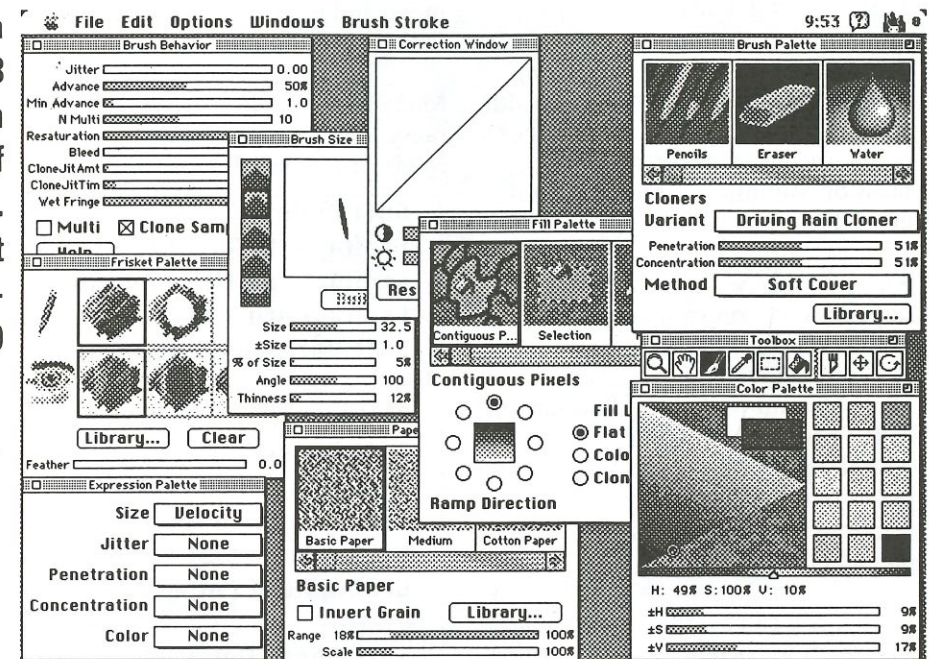 File Edit Options Windows Brush Stroke 9:53
Brush Behavior
Jitter 0.00
Advance 50%
Min Advance 1.0
N Multi 10
Resaturation
Bleed
CloneJitAmt
CloneJitTim
Wet Fringe
Multi Clone Sam
Help
Brush Size
Size 32.5
±Size 1.0
% of Size 5%
Angle 100
Thinness 12%
Correction Window
Res
Brush Palette
Pencils Eraser Water
Cloners
Variant Driving Rain Cloner
Penetration 51%
Concentration 51%
Method Soft Cover
Library...
Frisket Palette
Library... Clear
Feather 0.0
Fill Palette
Contiguous P... Selection
Contiguous Pixels
Fill
Flat
Colo
Clon
Ramp Direction
Toolbox
Color Palette
H: 49% S:100% V: 10%
±H 9%
±S 9%
±V 17%
Expression Palette
Size Velocity
Jitter None
Penetration None
Concentration None
Color None
Pape
Basic Paper Medium Cotton Paper
Basic Paper
Invert Grain Library...
Range 18% 100%
Scale 100%